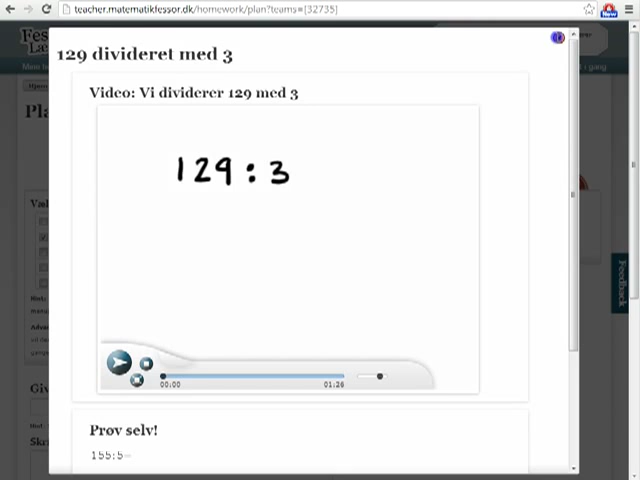 teacher.matematikfessor.dk/homework/plan?teams=[32735]
New
129 divideret med 3
Video: Vi dividerer 129 med 3
129 : 3
00:00
01:26
Prøv selv!
155:5=
Feedback